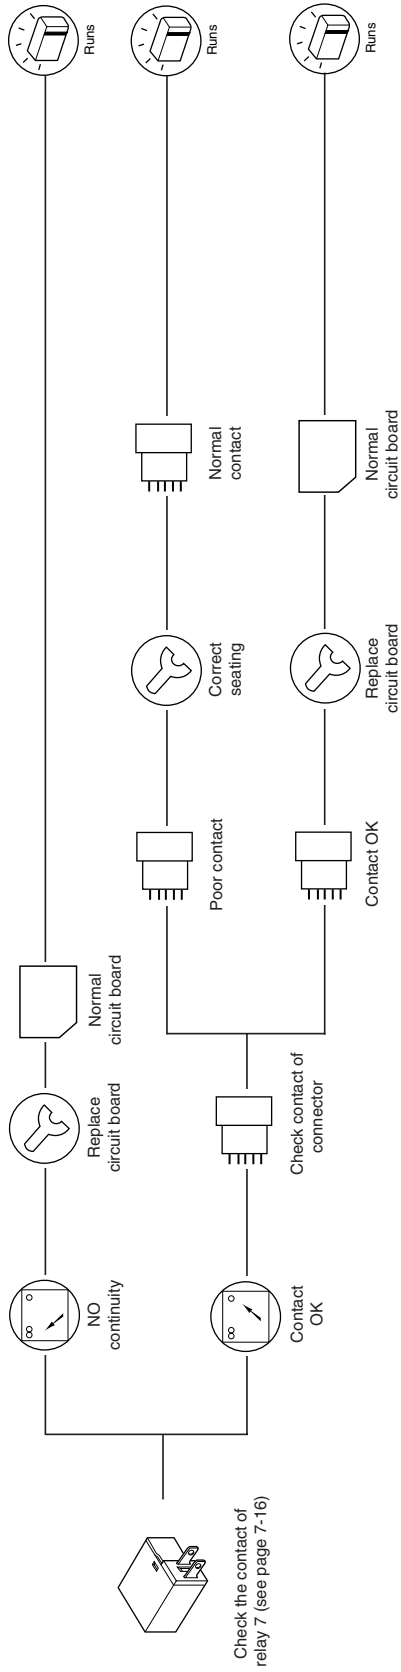 Check the contact of
relay 7 (see page 7-16)
NO
continuity
Replace
circuit board
Normal
circuit board
Runs
Contact
OK
Check contact of
connector
Poor contact
Correct
seating
Normal
contact
Runs
Contact OK
Replace
circuit board
Normal
circuit board
Runs